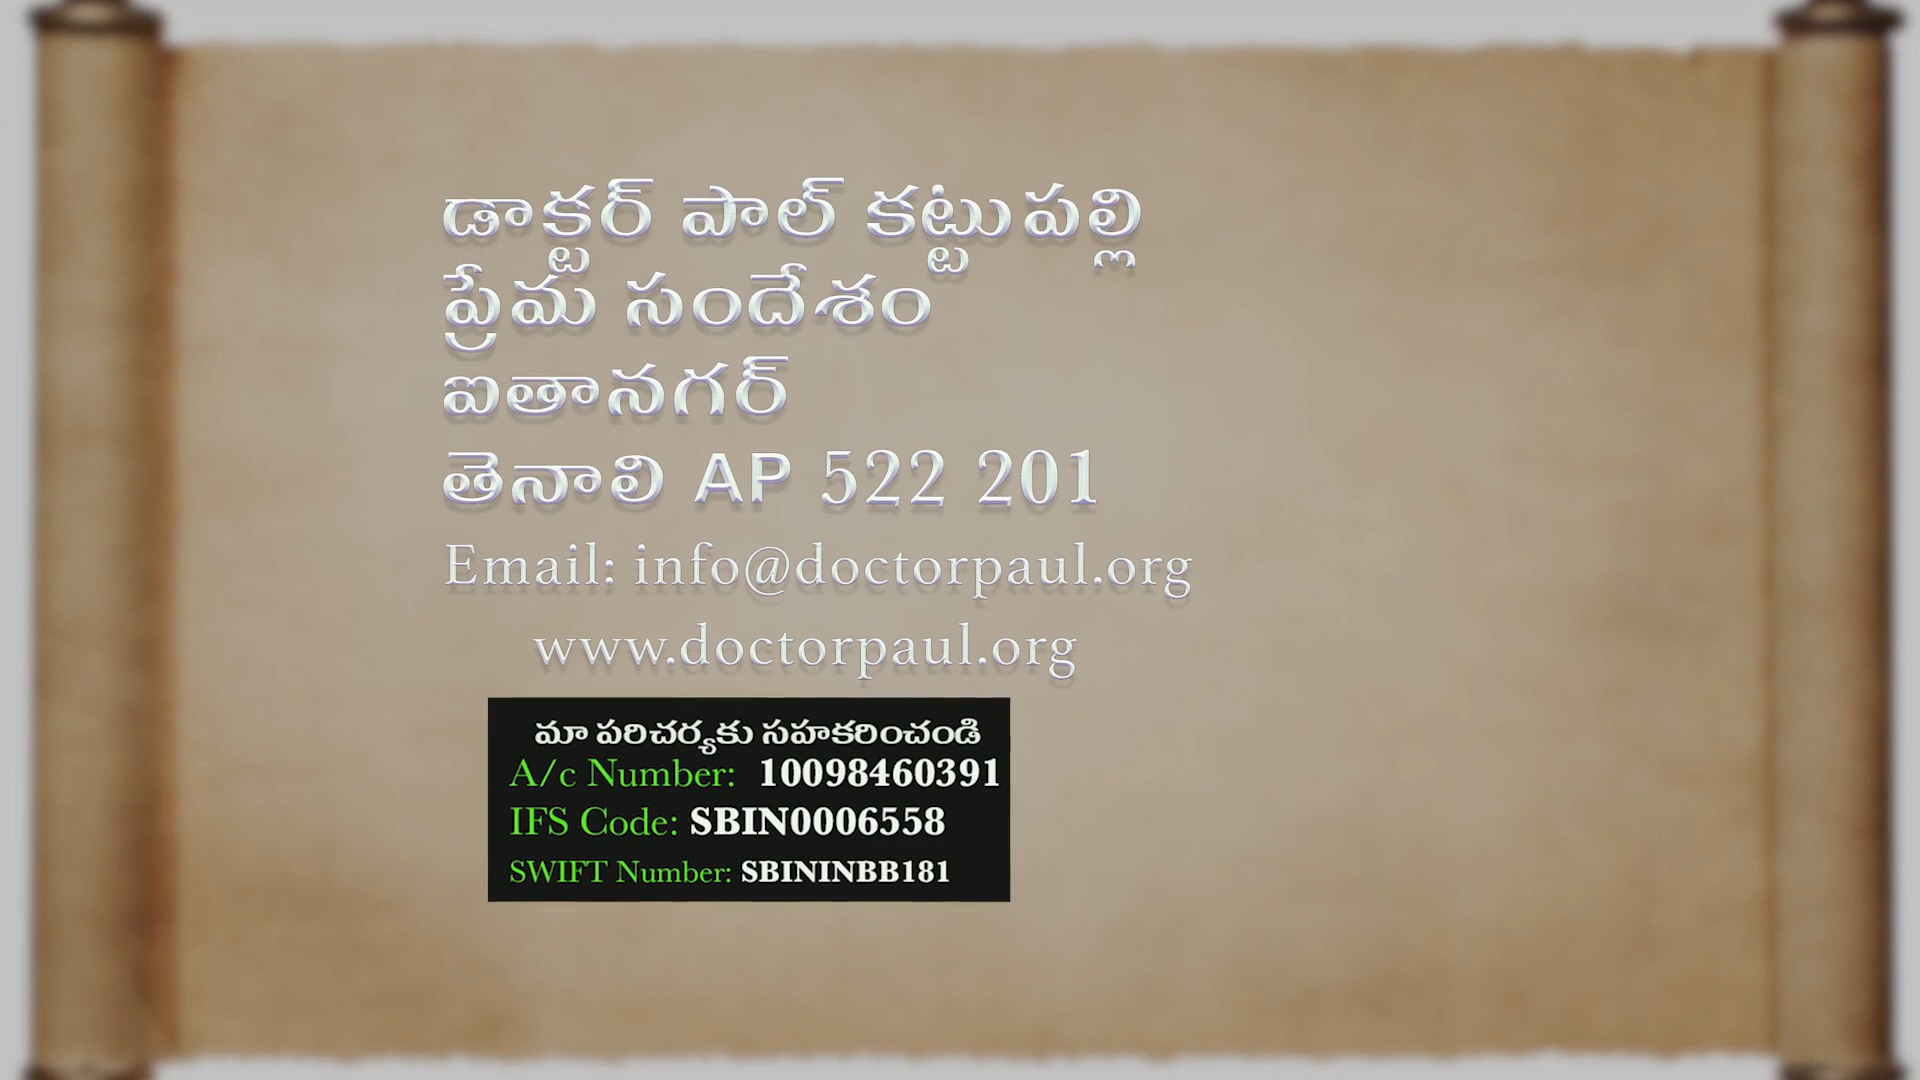 డాక్టర్ పాల్ కట్టుపల్లి
ప్రేమ సందేశం
ఐతానగర్
తెనాలి AP 522 201
Email: info@doctorpaul.org
www.doctorpaul.org
మా పరిచర్యకు సహకరించండి
A/c Number: 10098460391
IFS Code: SBIN0006558
SWIFT Number: SBININBB181